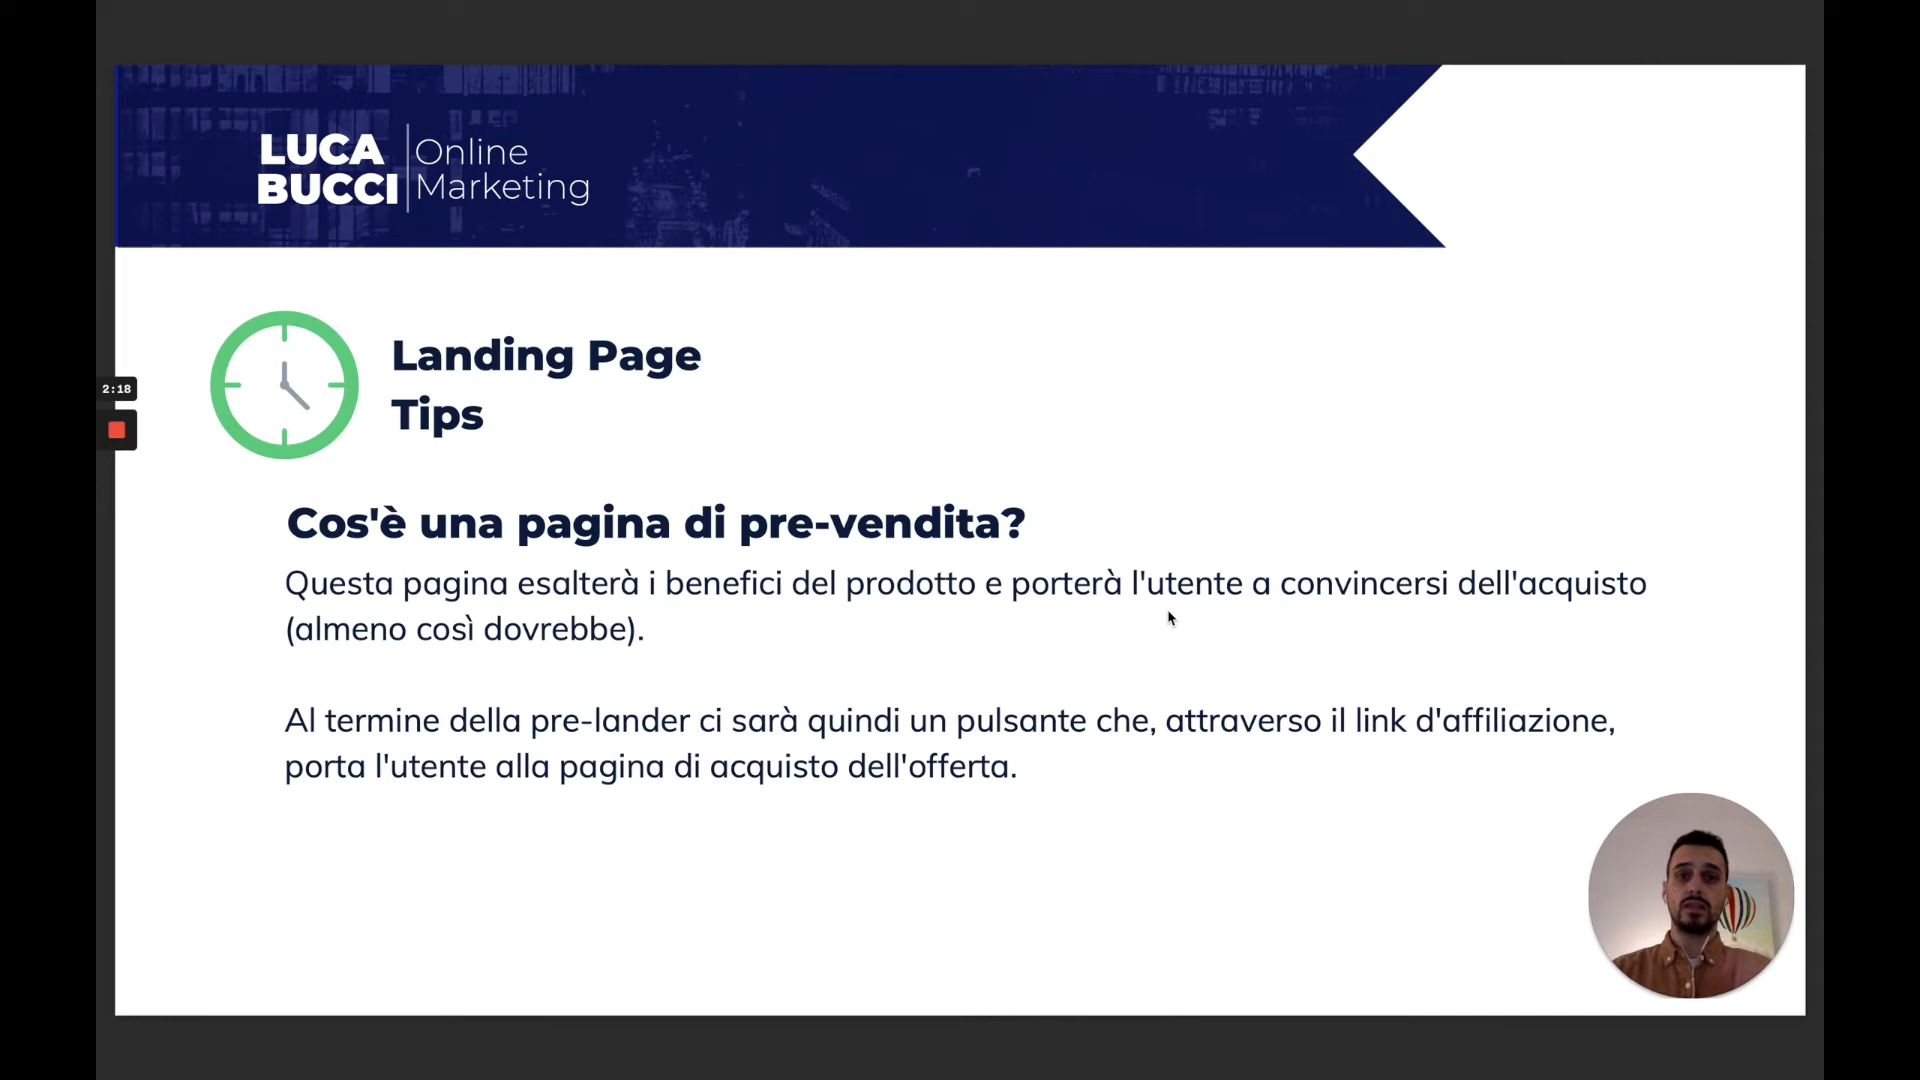 LUCA
BUCCI
Online
Marketing
Landing Page
Tips
2:18
Cos'è una pagina di pre-vendita?
Questa pagina esalterà i benefici del prodotto e porterà l'utente a convincersi dell'acquisto
(almeno così dovrebbe).
Al termine della pre-lander ci sarà quindi un pulsante che, attraverso il link d'affiliazione,
porta l'utente alla pagina di acquisto dell'offerta.